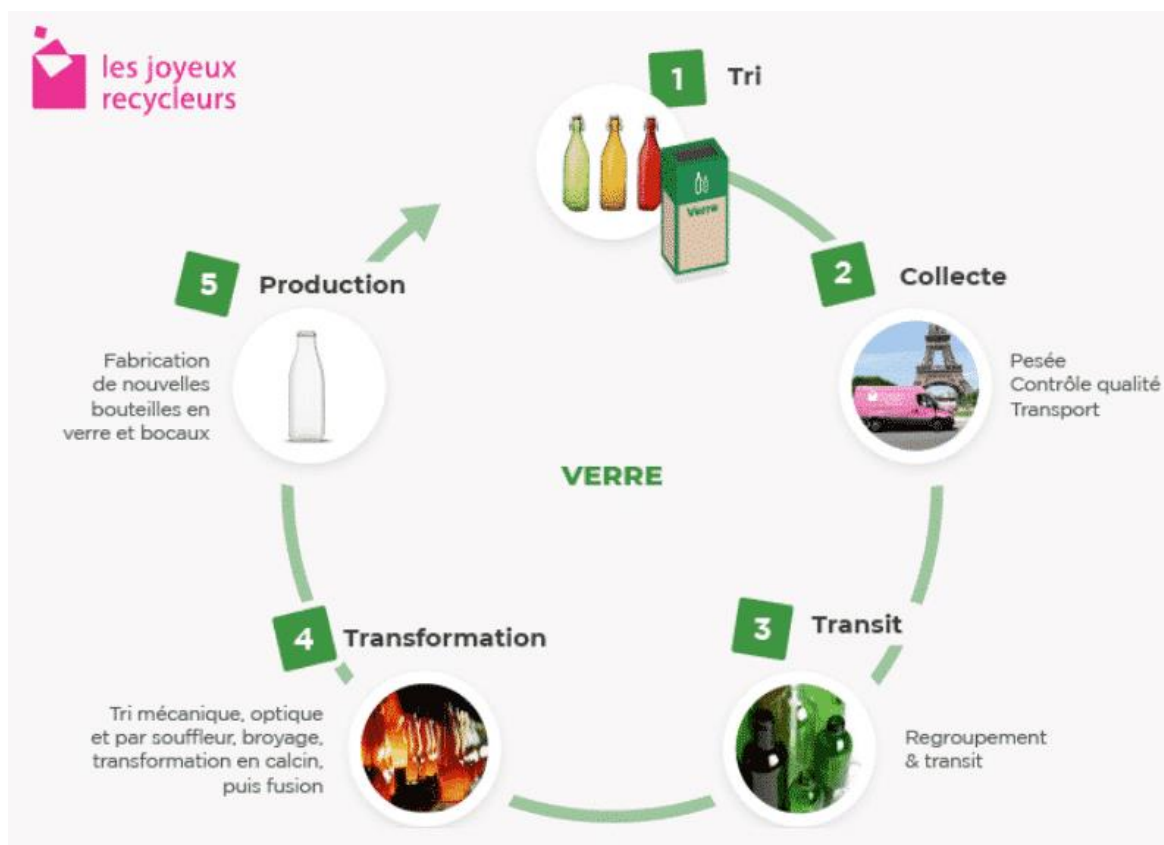 les joyeux
recycleurs
1
Tri
Verre
2
Collecte
Pesée
Contrôle qualité
Transport
3
Transit
Regroupement
& transit
4
Transformation
Tri mécanique, optique
et par souffleur, broyage,
transformation en calcin,
puis fusion
5
Production
Fabrication
de nouvelles
bouteilles en
verre et bocaux
VERRE